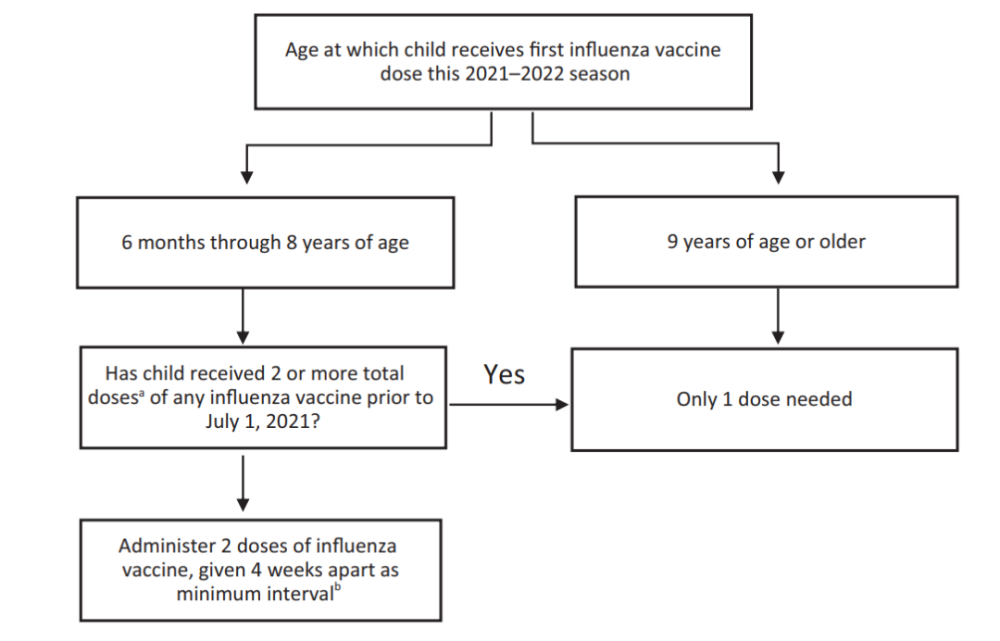 Age at which child receives first influenza vaccine
dose this 2021–2022 season
6 months through 8 years of age
9 years of age or older
Has child received 2 or more total
dosesᵃ of any influenza vaccine prior to
July 1, 2021?
Yes
Only 1 dose needed
Administer 2 doses of influenza
vaccine, given 4 weeks apart as
minimum intervalᵇ